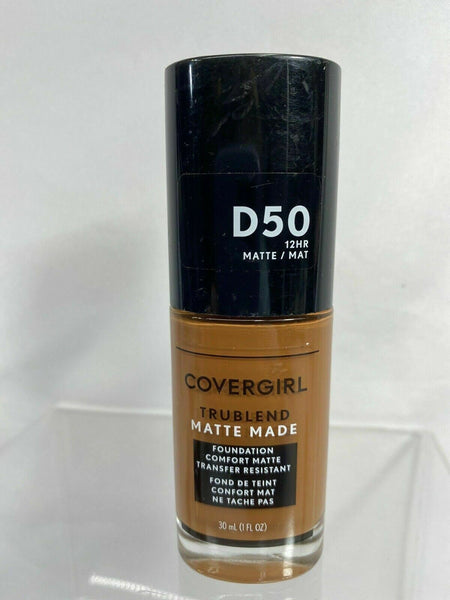 D50
12HR
MATTE / MAT
COVERGIRL
TRUBLEND
MATTE MADE
FOUNDATION
COMFORT MATTE
TRANSFER RESISTANT
FOND DE TEINT
CONFORT MAT
NE TACHE PAS
30 mL (1 FL OZ)